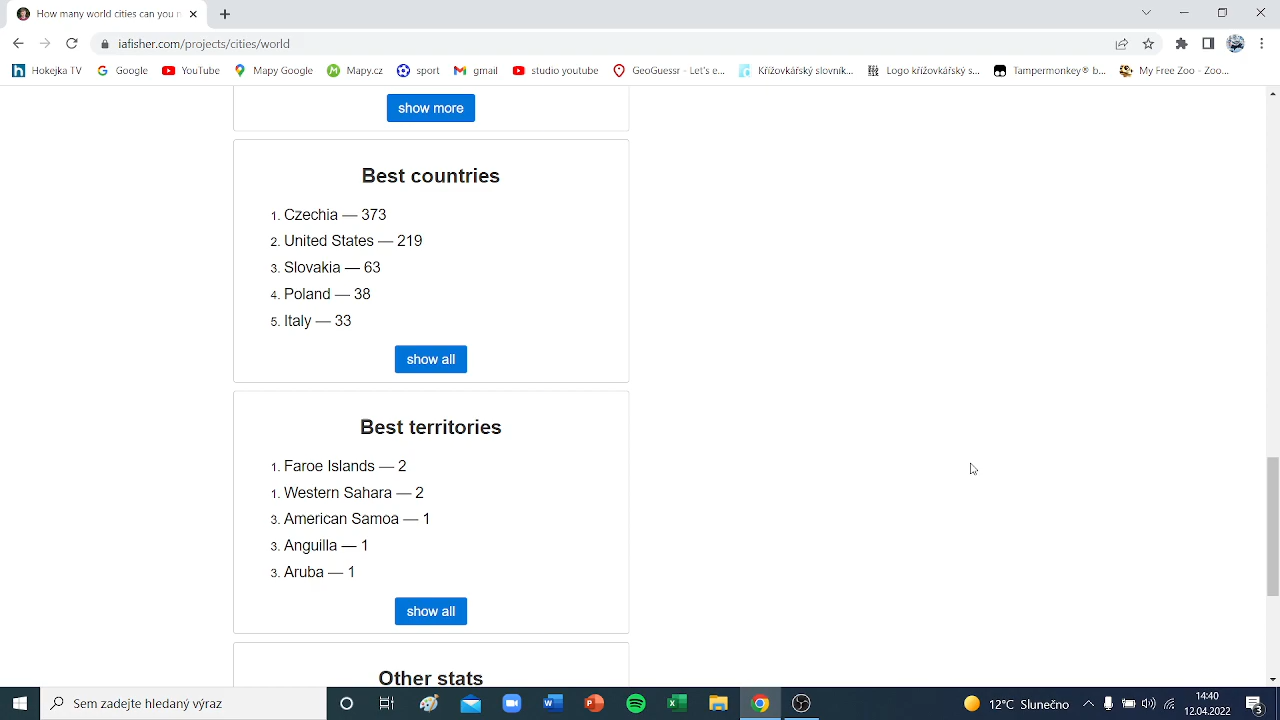 How many world cities can you n
iafisher.com/projects/cities/world
Hokejka TV
Google
YouTube
Mapy Google
Mapy.cz
sport
gmail
studio youtube
GeoGuessr - Let's e...
Křížovkářský slovník...
Logo křížovkářský s...
Tampermonkey® b...
My Free Zoo - Zoo...
show more
Best countries
1. Czechia — 373
2. United States — 219
3. Slovakia — 63
4. Poland — 38
5. Italy — 33
show all
Best territories
1. Faroe Islands — 2
1. Western Sahara — 2
3. American Samoa — 1
3. Anguilla — 1
3. Aruba — 1
show all
Other stats
Sem zadejte hledaný výraz
12°C Slunečno
14:40
12.04.2022
3